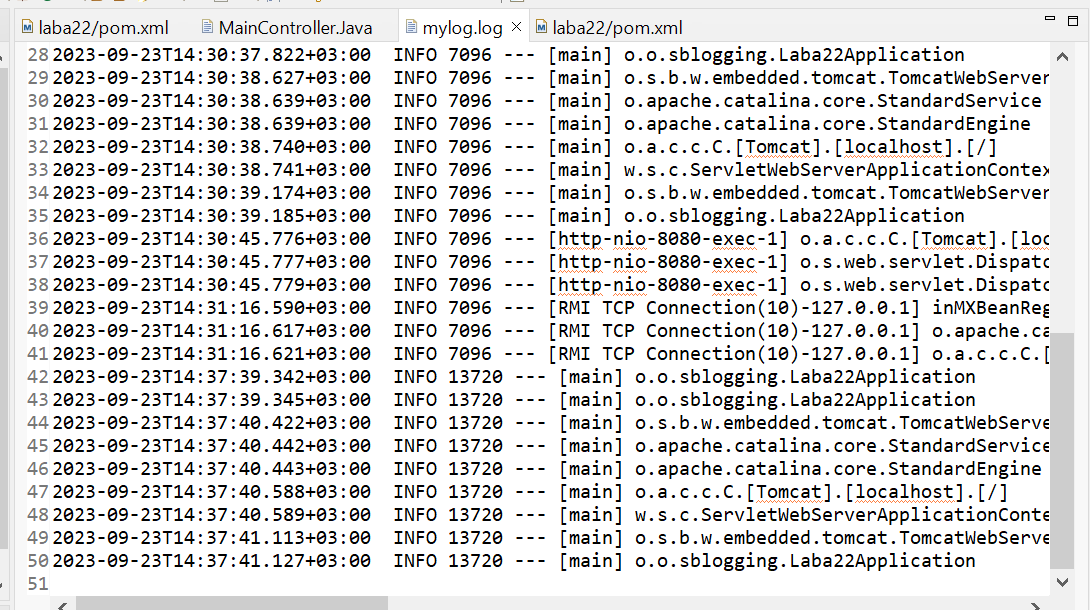 laba22/pom.xml MainController.Java mylog.log laba22/pom.xml
28 2023-09-23T14:30:37.822+03:00  INFO 7096 --- [main] o.o.sblogging.Laba22Application
29 2023-09-23T14:30:38.627+03:00  INFO 7096 --- [main] o.s.b.w.embedded.tomcat.TomcatWebServer
30 2023-09-23T14:30:38.639+03:00  INFO 7096 --- [main] o.apache.catalina.core.StandardService
31 2023-09-23T14:30:38.639+03:00  INFO 7096 --- [main] o.apache.catalina.core.StandardEngine
32 2023-09-23T14:30:38.740+03:00  INFO 7096 --- [main] o.a.c.c.C.[Tomcat].[localhost].[/]
33 2023-09-23T14:30:38.741+03:00  INFO 7096 --- [main] w.s.c.ServletWebServerApplicationContex
34 2023-09-23T14:30:39.174+03:00  INFO 7096 --- [main] o.s.b.w.embedded.tomcat.TomcatWebServer
35 2023-09-23T14:30:39.185+03:00  INFO 7096 --- [main] o.o.sblogging.Laba22Application
36 2023-09-23T14:30:45.776+03:00  INFO 7096 --- [http-nio-8080-exec-1] o.a.c.c.C.[Tomcat].[loc
37 2023-09-23T14:30:45.777+03:00  INFO 7096 --- [http-nio-8080-exec-1] o.s.web.servlet.Dispatc
38 2023-09-23T14:30:45.779+03:00  INFO 7096 --- [http-nio-8080-exec-1] o.s.web.servlet.Dispatc
39 2023-09-23T14:31:16.590+03:00  INFO 7096 --- [RMI TCP Connection(10)-127.0.0.1] inMXBeanReg
40 2023-09-23T14:31:16.617+03:00  INFO 7096 --- [RMI TCP Connection(10)-127.0.0.1] o.apache.ca
41 2023-09-23T14:31:16.621+03:00  INFO 7096 --- [RMI TCP Connection(10)-127.0.0.1] o.a.c.c.C.[
42 2023-09-23T14:37:39.342+03:00  INFO 13720 --- [main] o.o.sblogging.Laba22Application
43 2023-09-23T14:37:39.345+03:00  INFO 13720 --- [main] o.o.sblogging.Laba22Application
44 2023-09-23T14:37:40.422+03:00  INFO 13720 --- [main] o.s.b.w.embedded.tomcat.TomcatWebServe
45 2023-09-23T14:37:40.442+03:00  INFO 13720 --- [main] o.apache.catalina.core.StandardService
46 2023-09-23T14:37:40.443+03:00  INFO 13720 --- [main] o.apache.catalina.core.StandardEngine
47 2023-09-23T14:37:40.588+03:00  INFO 13720 --- [main] o.a.c.c.C.[Tomcat].[localhost].[/]
48 2023-09-23T14:37:40.589+03:00  INFO 13720 --- [main] w.s.c.ServletWebServerApplicationConte
49 2023-09-23T14:37:41.113+03:00  INFO 13720 --- [main] o.s.b.w.embedded.tomcat.TomcatWebServe
50 2023-09-23T14:37:41.127+03:00  INFO 13720 --- [main] o.o.sblogging.Laba22Application
51